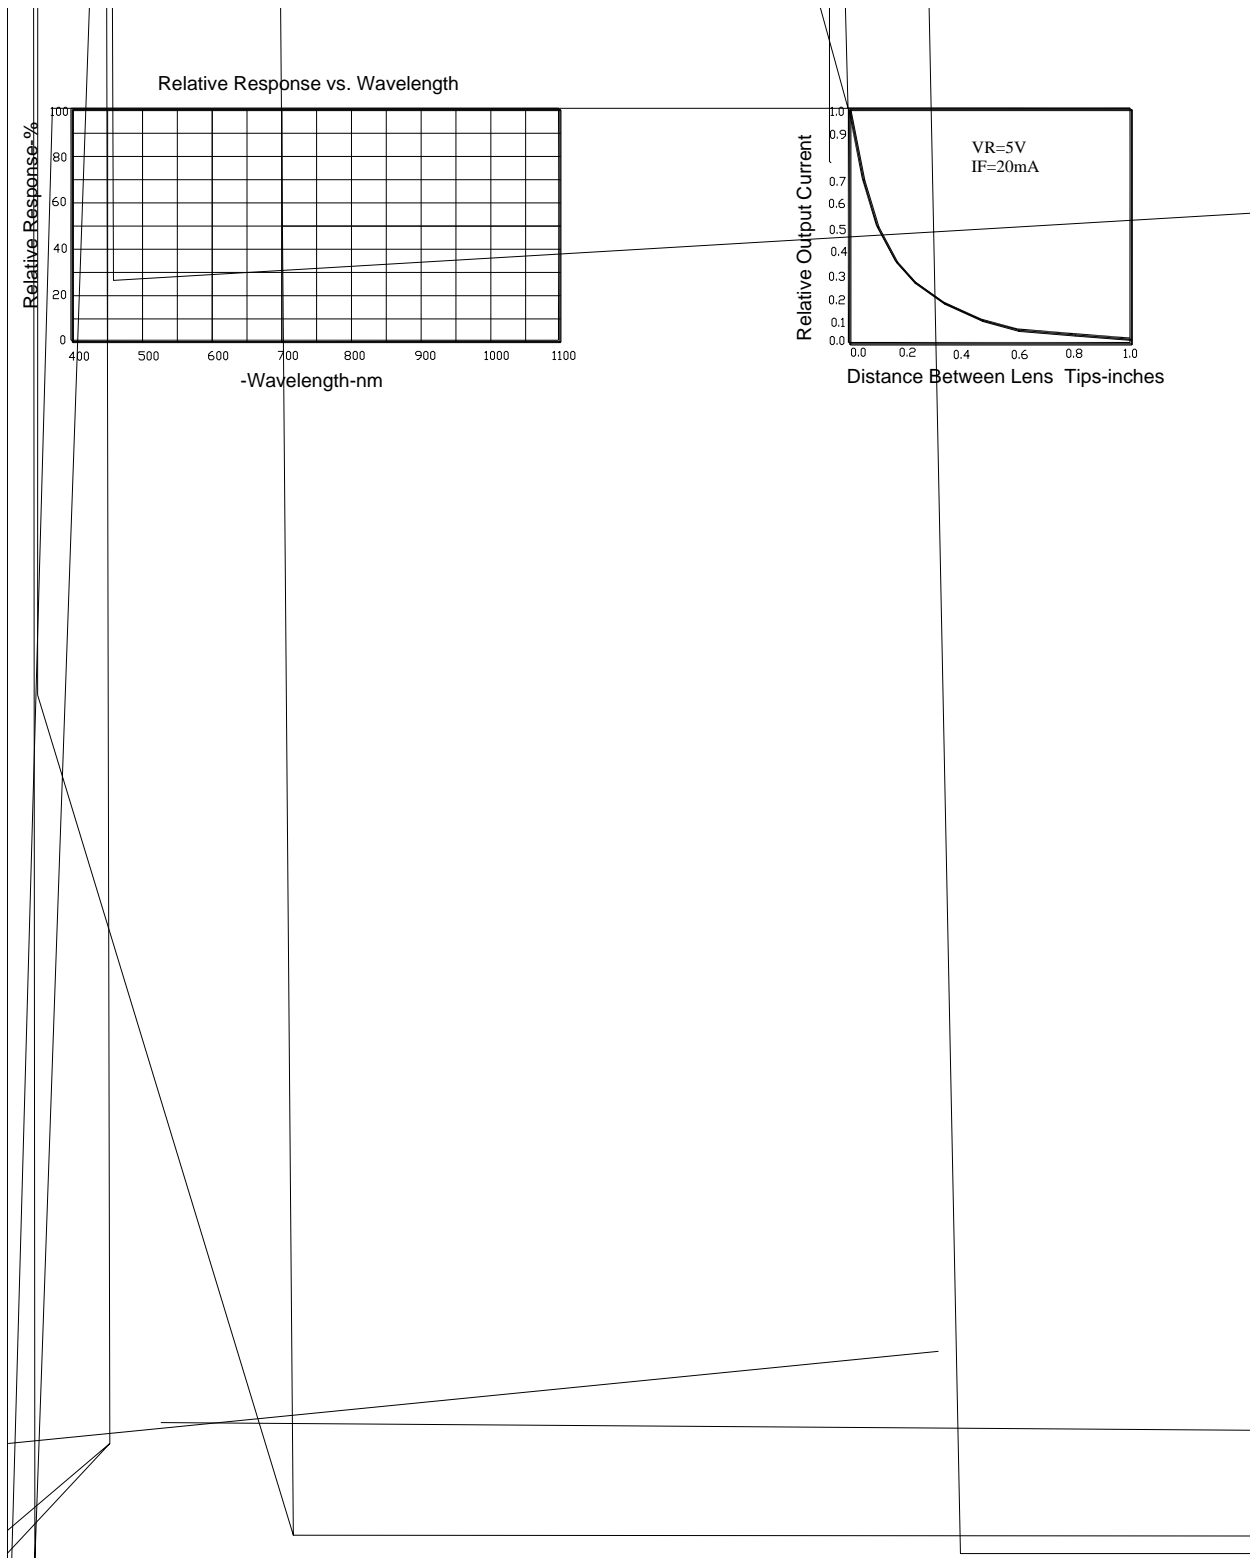 Relative Response vs. Wavelength
Relative Response-%
100
80
60
40
20
0
400 500 600 700 800 900 1000 1100
-Wavelength-nm
Relative Output Current
1.0
0.9
0.7
0.6
0.5
0.4
0.3
0.2
0.1
0.0
VR=5V
IF=20mA
0.0 0.2 0.4 0.6 0.8 1.0
Distance Between Lens Tips-inches